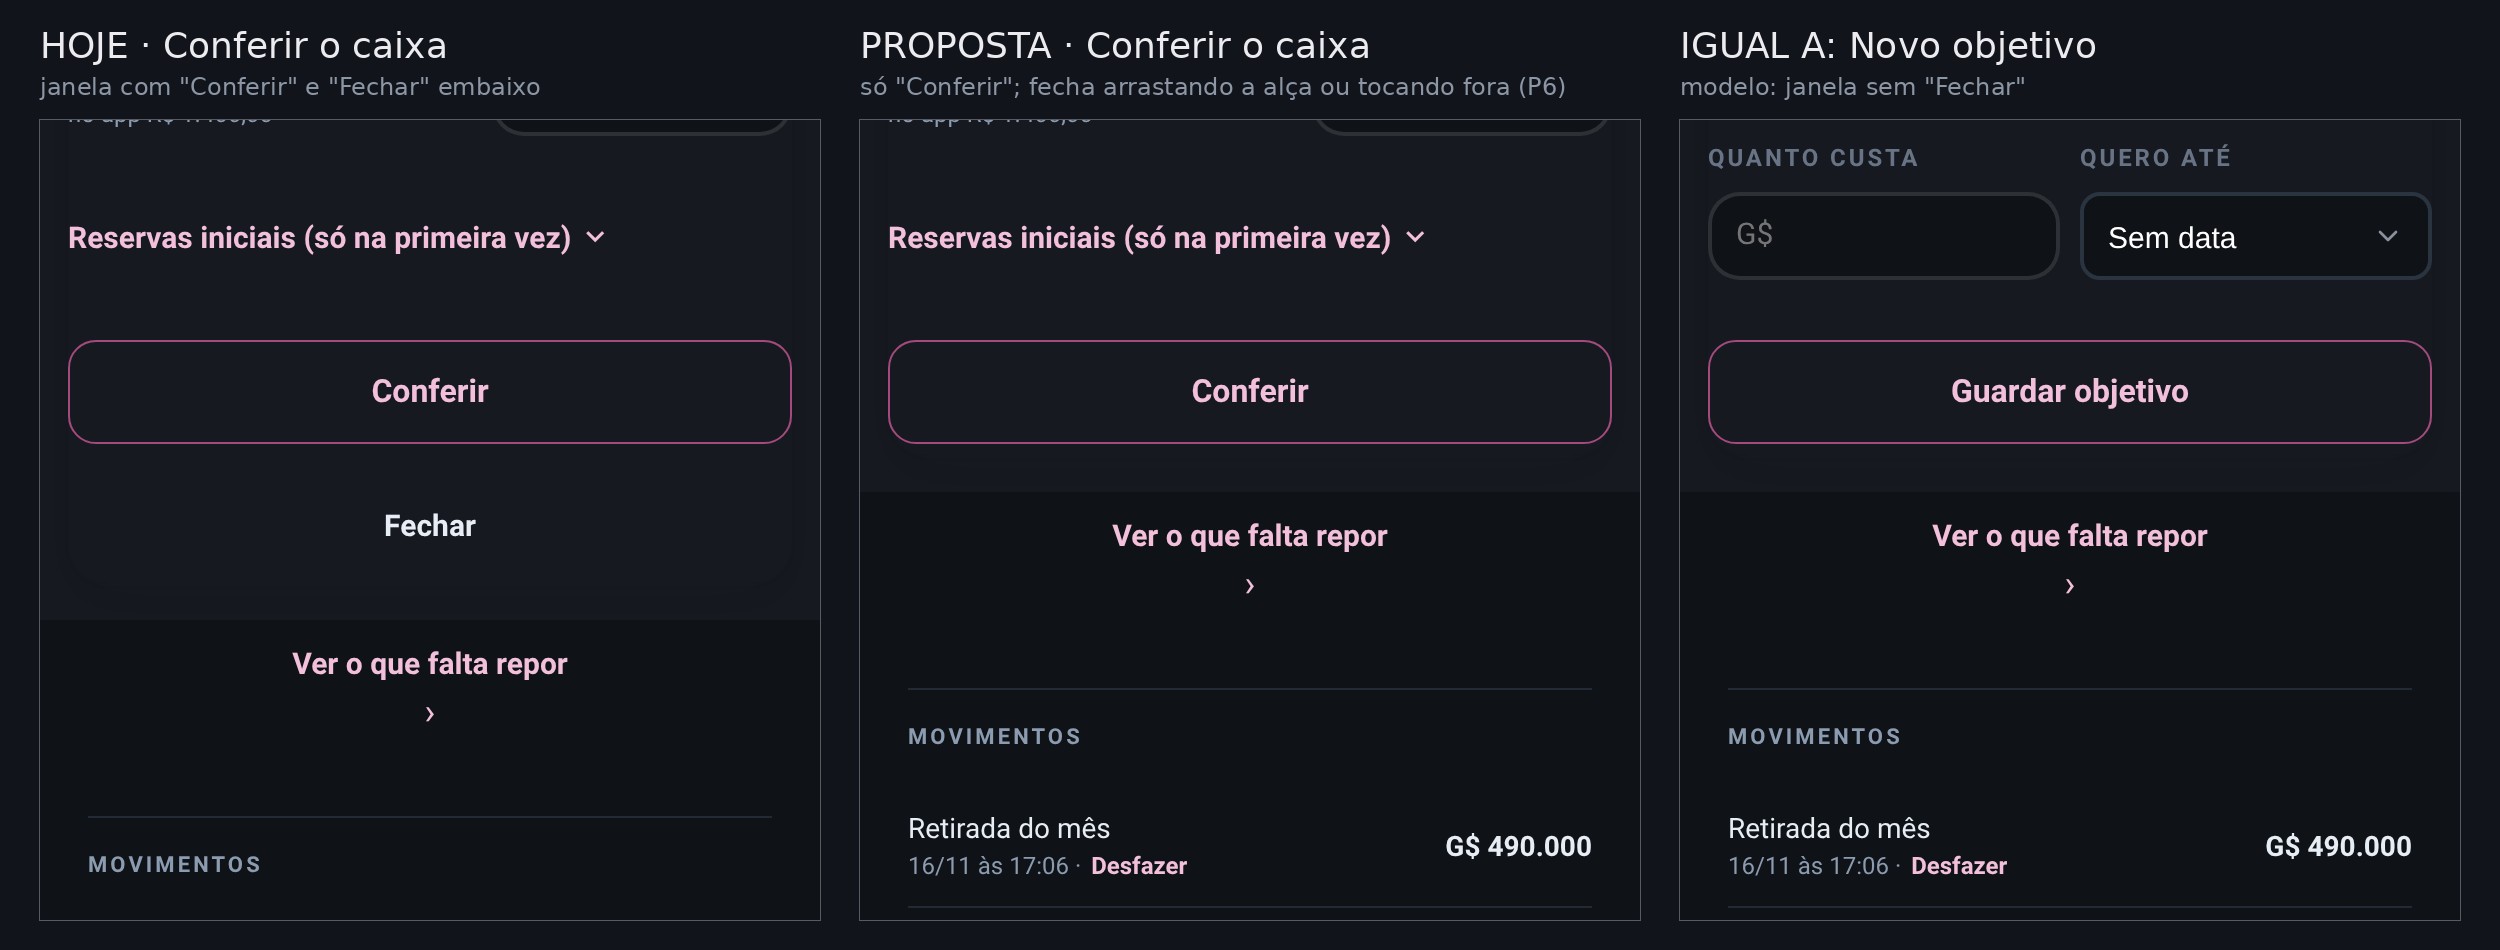 HOJE · Conferir o caixa
janela com "Conferir" e "Fechar" embaixo
Reservas iniciais (só na primeira vez)
Conferir
Fechar
Ver o que falta repor
›
MOVIMENTOS
PROPOSTA · Conferir o caixa
só "Conferir"; fecha arrastando a alça ou tocando fora (P6)
Reservas iniciais (só na primeira vez)
Conferir
Ver o que falta repor
›
MOVIMENTOS
Retirada do mês
G$ 490.000
16/11 às 17:06 · Desfazer
IGUAL A: Novo objetivo
modelo: janela sem "Fechar"
QUANTO CUSTA
QUERO ATÉ
G$
Sem data
Guardar objetivo
Ver o que falta repor
›
MOVIMENTOS
Retirada do mês
G$ 490.000
16/11 às 17:06 · Desfazer